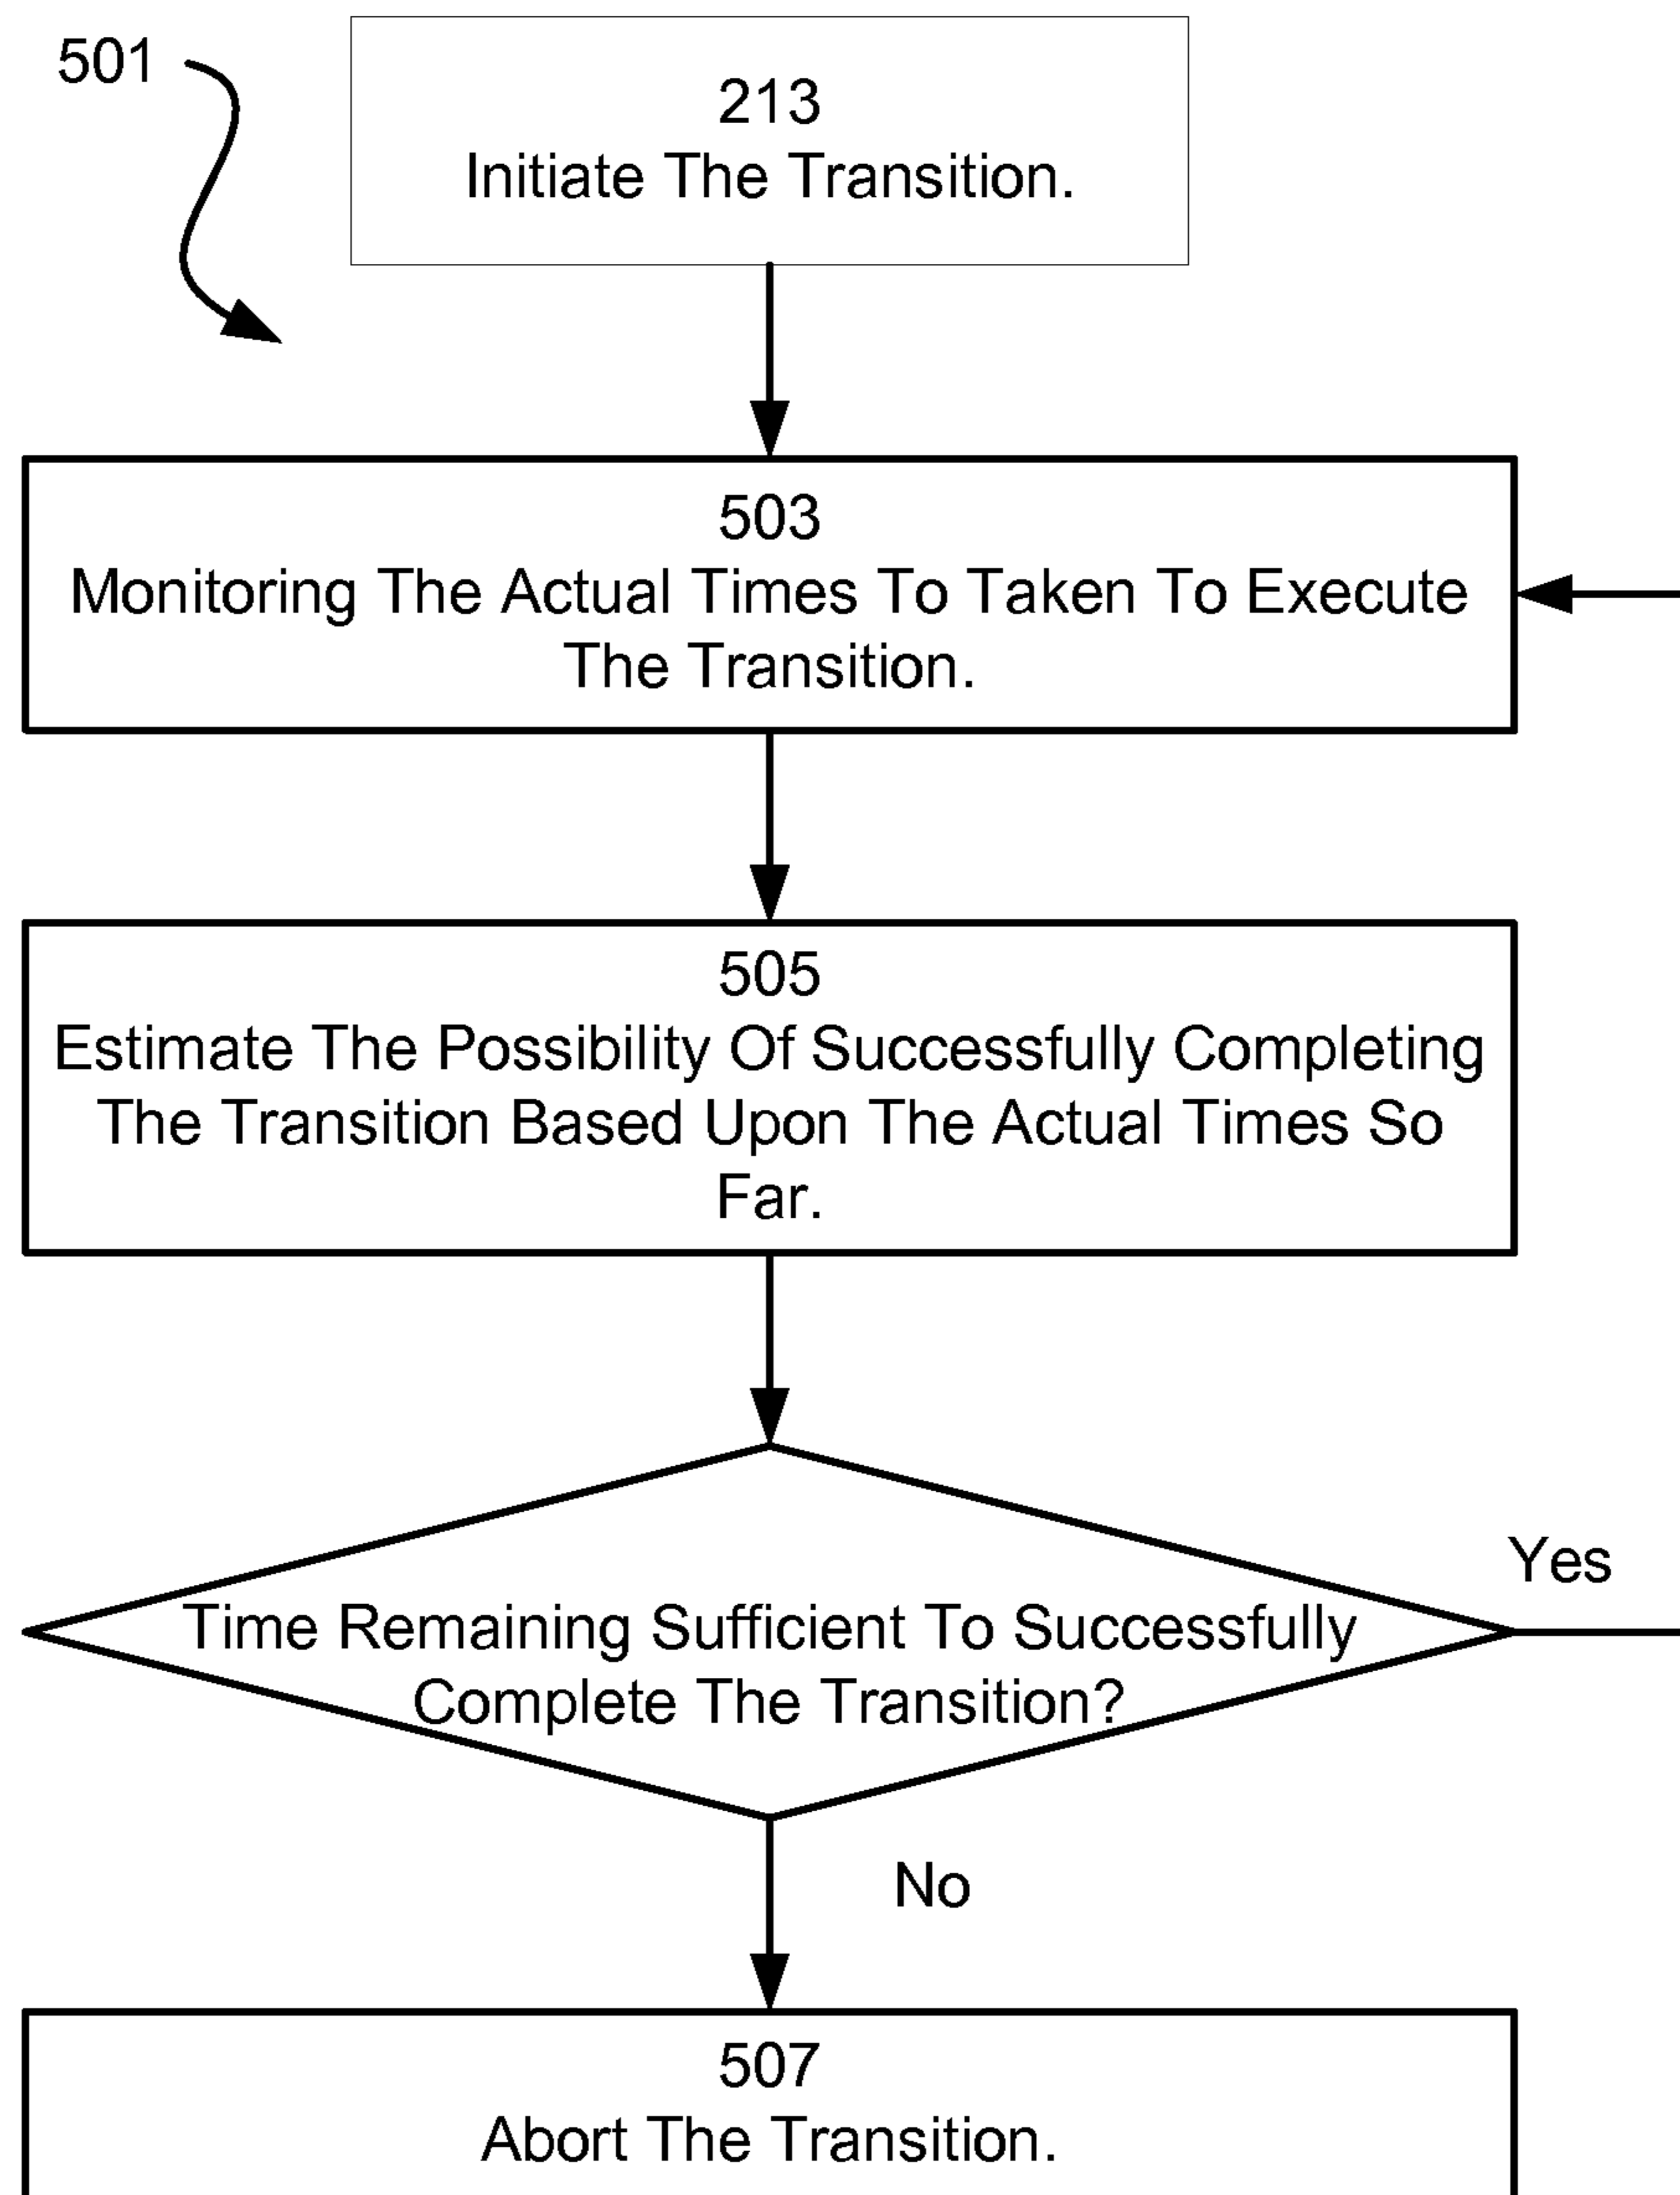 501
213
Initiate The Transition.
503
Monitoring The Actual Times To Taken To Execute
The Transition.
505
Estimate The Possibility Of Successfully Completing
The Transition Based Upon The Actual Times So
Far.
Yes
Time Remaining Sufficient To Successfully
Complete The Transition?
No
507
Abort The Transition.